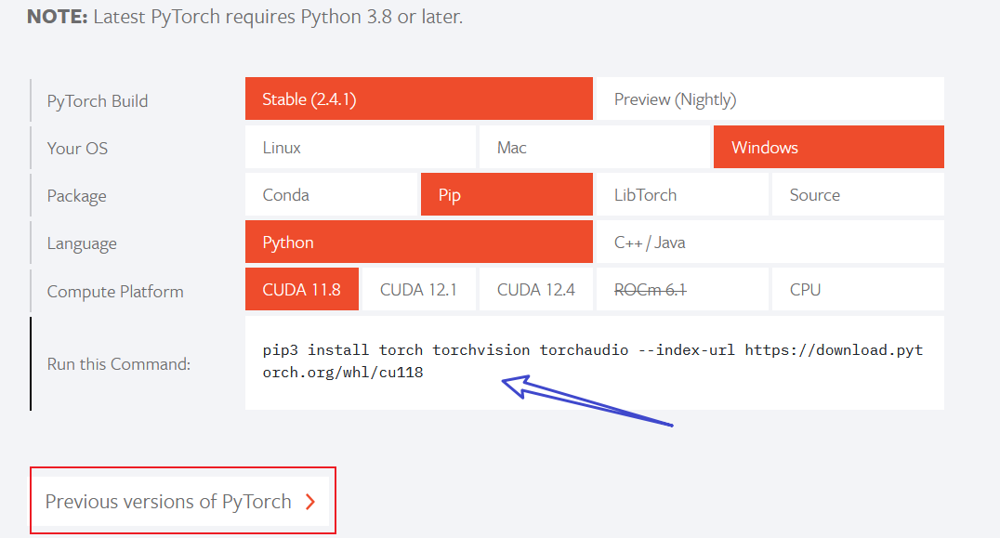 NOTE: Latest PyTorch requires Python 3.8 or later.
PyTorch Build Stable (2.4.1) Preview (Nightly)
Your OS Linux Mac Windows
Package Conda Pip LibTorch Source
Language Python C++ / Java
Compute Platform CUDA 11.8 CUDA 12.1 CUDA 12.4 ROCm 6.1 CPU
Run this Command: pip3 install torch torchvision torchaudio --index-url https://download.pyt
orch.org/whl/cu118
Previous versions of PyTorch